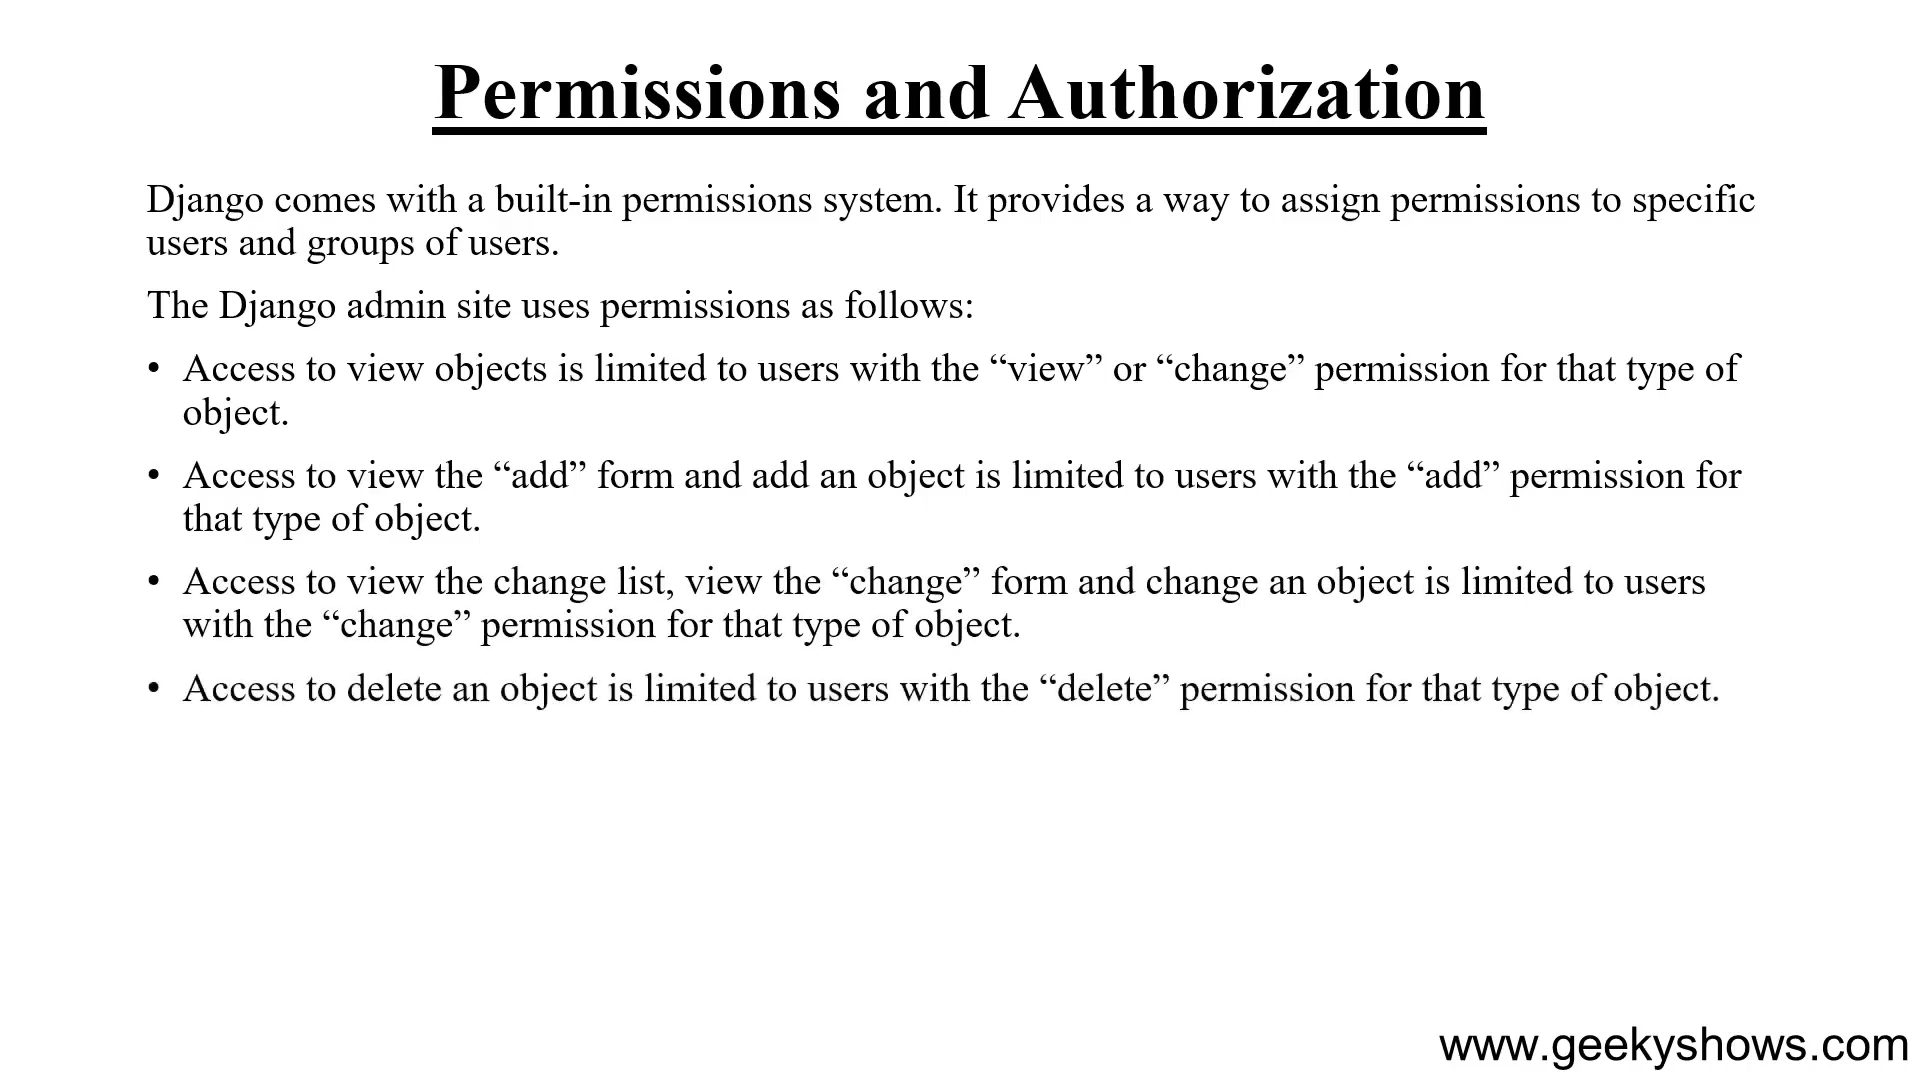 Permissions and Authorization
Django comes with a built-in permissions system. It provides a way to assign permissions to specific
users and groups of users.
The Django admin site uses permissions as follows:
• Access to view objects is limited to users with the “view” or “change” permission for that type of
object.
• Access to view the “add” form and add an object is limited to users with the “add” permission for
that type of object.
• Access to view the change list, view the “change” form and change an object is limited to users
with the “change” permission for that type of object.
• Access to delete an object is limited to users with the “delete” permission for that type of object.
www.geekyshows.com